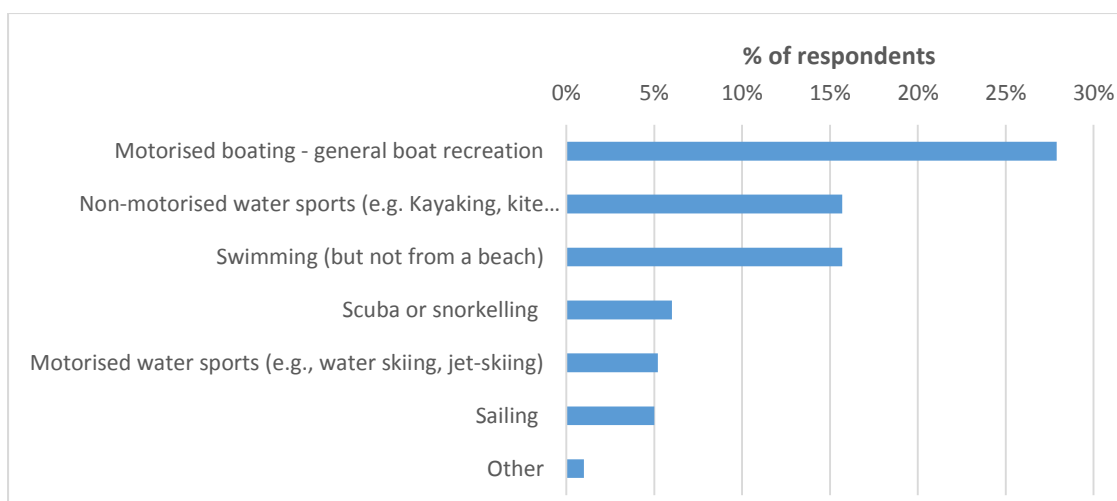 % of respondents
0% 5% 10% 15% 20% 25% 30%
Motorised boating - general boat recreation
Non-motorised water sports (e.g. Kayaking, kite...
Swimming (but not from a beach)
Scuba or snorkelling
Motorised water sports (e.g., water skiing, jet-skiing)
Sailing
Other